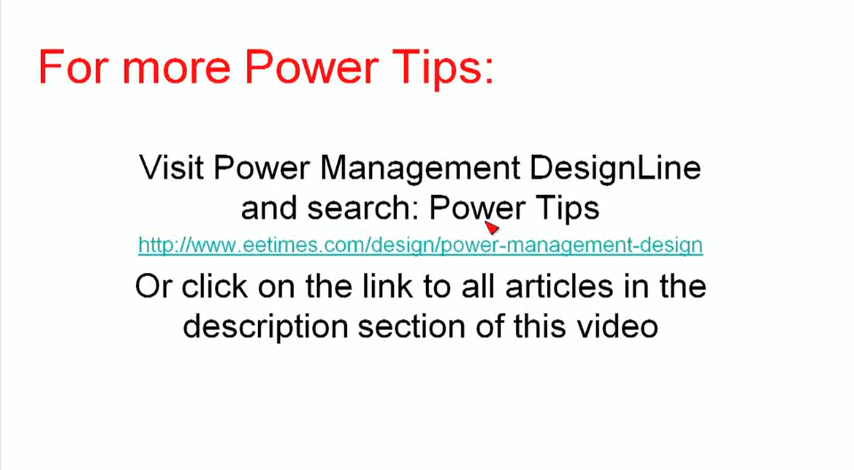 For more Power Tips:
Visit Power Management DesignLine
and search: Power Tips
http://www.eetimes.com/design/power-management-design
Or click on the link to all articles in the
description section of this video